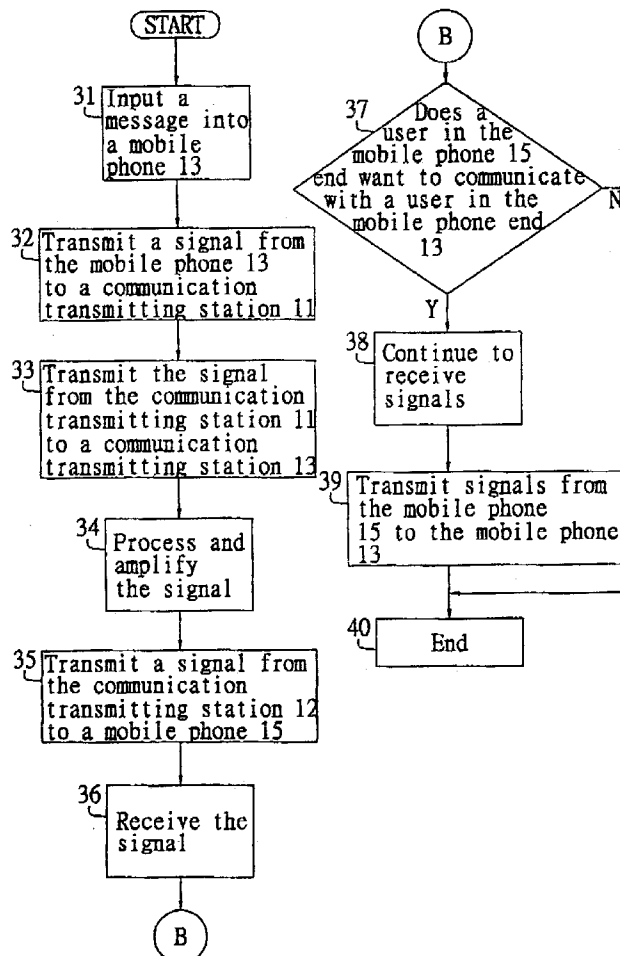 START
31
Input a
message into
a mobile
phone 13
32
Transmit a signal from
the mobile phone 13
to a communication
transmitting station 11
33
Transmit the signal
from the communication
transmitting station 11
to a communication
transmitting station 13
34
Process and
amplify
the signal
35
Transmit a signal from
the communication
transmitting station 12
to a mobile phone 15
36
Receive the
signal
B
B
37
Does a
user in the
mobile phone 15
end want to communicate
with a user in the
mobile phone end
13
N
Y
38
Continue to
receive
signals
39
Transmit signals from
the mobile phone
15 to the mobile phone
13
40
End